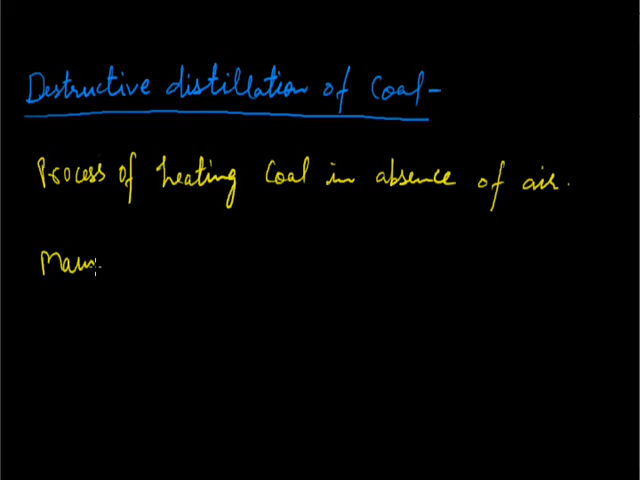 Destructive distillation of Coal-
Process of heating Coal in absence of air.